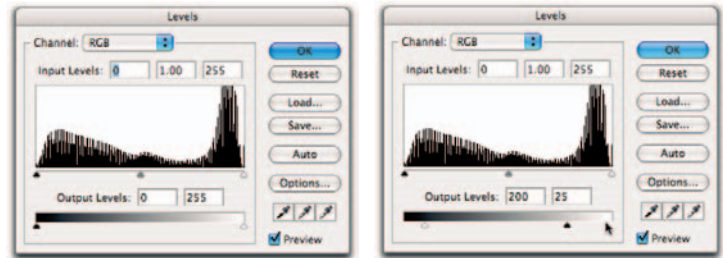 Levels
Channel: RGB
OK
Input Levels: 0 1.00 255
Reset
Load...
Save...
Auto
Options...
Output Levels: 0 255
Preview
Levels
Channel: RGB
OK
Input Levels: 0 1.00 255
Reset
Load...
Save...
Auto
Options...
Output Levels: 200 25
Preview